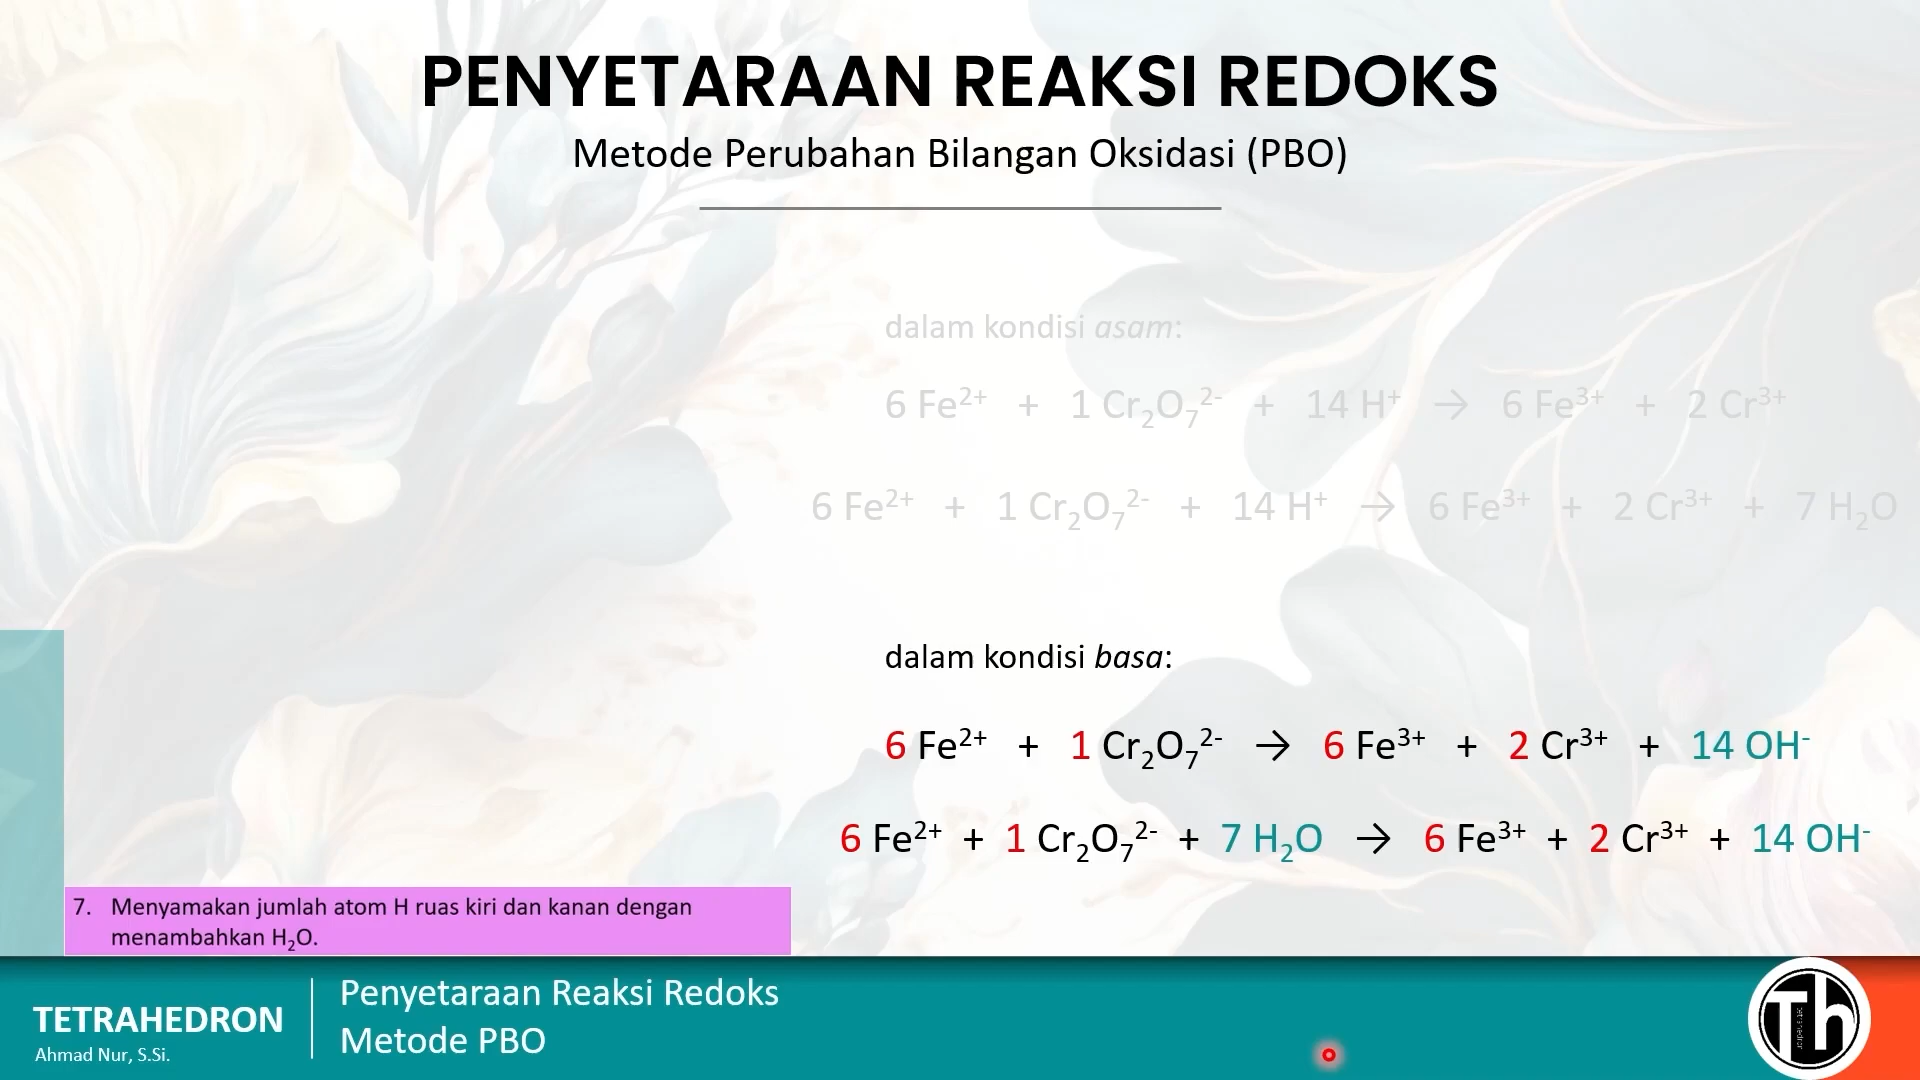 PENYETARAAN REAKSI REDOKS
Metode Perubahan Bilangan Oksidasi (PBO)
dalam kondisi asam:
6 Fe²⁺ + 1 Cr₂O₇²⁻ + 14 H⁺ → 6 Fe³⁺ + 2 Cr³⁺
6 Fe²⁺ + 1 Cr₂O₇²⁻ + 14 H⁺ → 6 Fe³⁺ + 2 Cr³⁺ + 7 H₂O
dalam kondisi basa:
6 Fe²⁺ + 1 Cr₂O₇²⁻ → 6 Fe³⁺ + 2 Cr³⁺ + 14 OH⁻
6 Fe²⁺ + 1 Cr₂O₇²⁻ + 7 H₂O → 6 Fe³⁺ + 2 Cr³⁺ + 14 OH⁻
7. Menyamakan jumlah atom H ruas kiri dan kanan dengan
menambahkan H₂O.
TETRAHEDRON
Ahmad Nur, S.Si.
Penyetaraan Reaksi Redoks
Metode PBO
Th